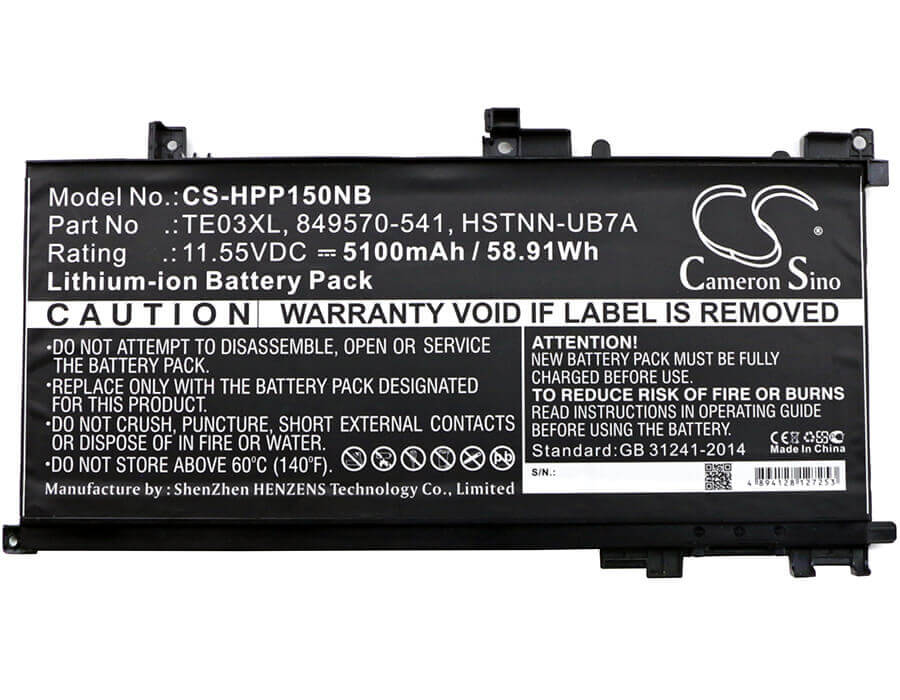 Model No.:CS-HPP150NB
Part No .:TE03XL, 849570-541, HSTNN-UB7A
Rating .:11.55VDC ⎓ 5100mAh / 58.91Wh
Lithium-ion Battery Pack
CS
®
Cameron Sino
CAUTION WARRANTY VOID IF LABEL IS REMOVED
•DO NOT ATTEMPT TO DISASSEMBLE, OPEN OR SERVICE
THE BATTERY PACK.
•REPLACE ONLY WITH THE BATTERY PACK DESIGNATED
FOR THIS PRODUCT.
•DO NOT CRUSH, PUNCTURE, SHORT EXTERNAL CONTACTS
OR DISPOSE OF IN FIRE OR WATER.
•DO NOT STORE ABOVE 60℃ (140℉).
Manufacture by : ShenZhen HENZENS Technology Co., Limited
ATTENTION!
NEW BATTERY PACK MUST BE FULLY
CHARGED BEFORE USE.
TO REDUCE RISK OF FIRE OR BURNS
READ INSTRUCTIONS IN OPERATING GUIDE
BEFORE USING THE BATTERY.
Standard:GB 31241-2014
CE
Made In China
S/N.:
4 894128 127253